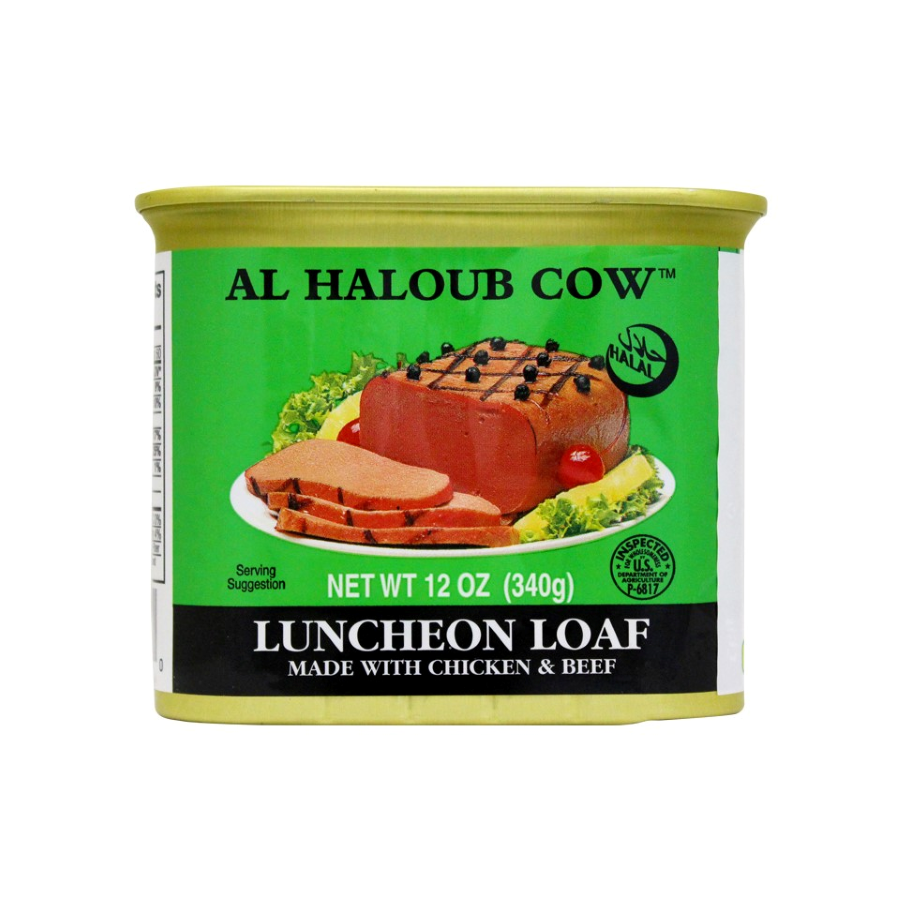 AL HALOUB COW™
حلال
HALAL
Serving
Suggestion
NET WT 12 OZ (340g)
INSPECTED
FOR WHOLESOMENESS
U.S.
DEPARTMENT OF
AGRICULTURE
P-6817
LUNCHEON LOAF
MADE WITH CHICKEN & BEEF